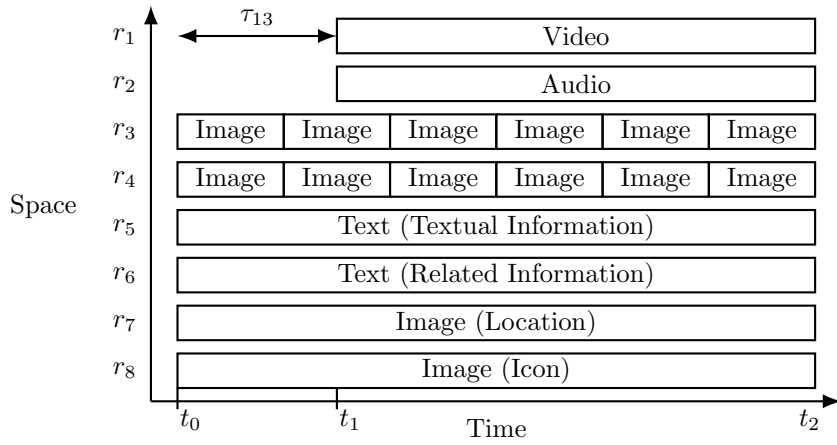 τ13
r1 Video
r2 Audio
r3 Image Image Image Image Image Image
r4 Image Image Image Image Image Image
Space
r5 Text (Textual Information)
r6 Text (Related Information)
r7 Image (Location)
r8 Image (Icon)
t0 t1 t2
Time